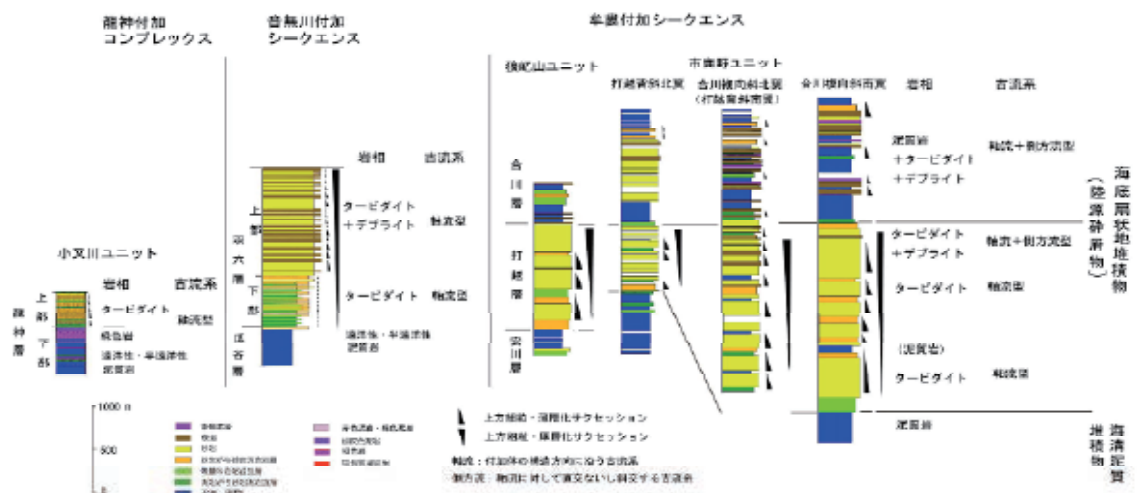 龍神付加
コンプレックス
音無川付加
シークエンス
牟婁付加シークエンス
市鹿野ユニット
打越背斜北翼
合川複向斜北翼
(打越背斜南翼)
合川複向斜南翼
岩相
古流系
小又川ユニット
岩相
古流系
上部
下部
龍神層
タービダイト
軸流型
緑色岩
遠洋性・半遠洋性
泥質岩
岩相
古流系
上部
下部
瓜谷層
タービダイト
+デブライト
軸流型
タービダイト
軸流型
遠洋性・半遠洋性
泥質岩
合川層
打越層
安川層
泥質岩
+タービダイト
+デブライト
軸流+側方流型
タービダイト
+デブライト
軸流+側方流型
タービダイト
軸流型
(泥質岩)
タービダイト
軸流型
泥質岩
海底扇状地堆積物
(陸源砕屑物)
海溝泥質
堆積物
1000 m
500
0
礫岩
砂岩
上方細粒・薄層化サクセッション
上方粗粒・厚層化サクセッション
軸流：付加体の構造方向に沿う古流系
側方流：軸流に対して直交ないし斜交する古流系